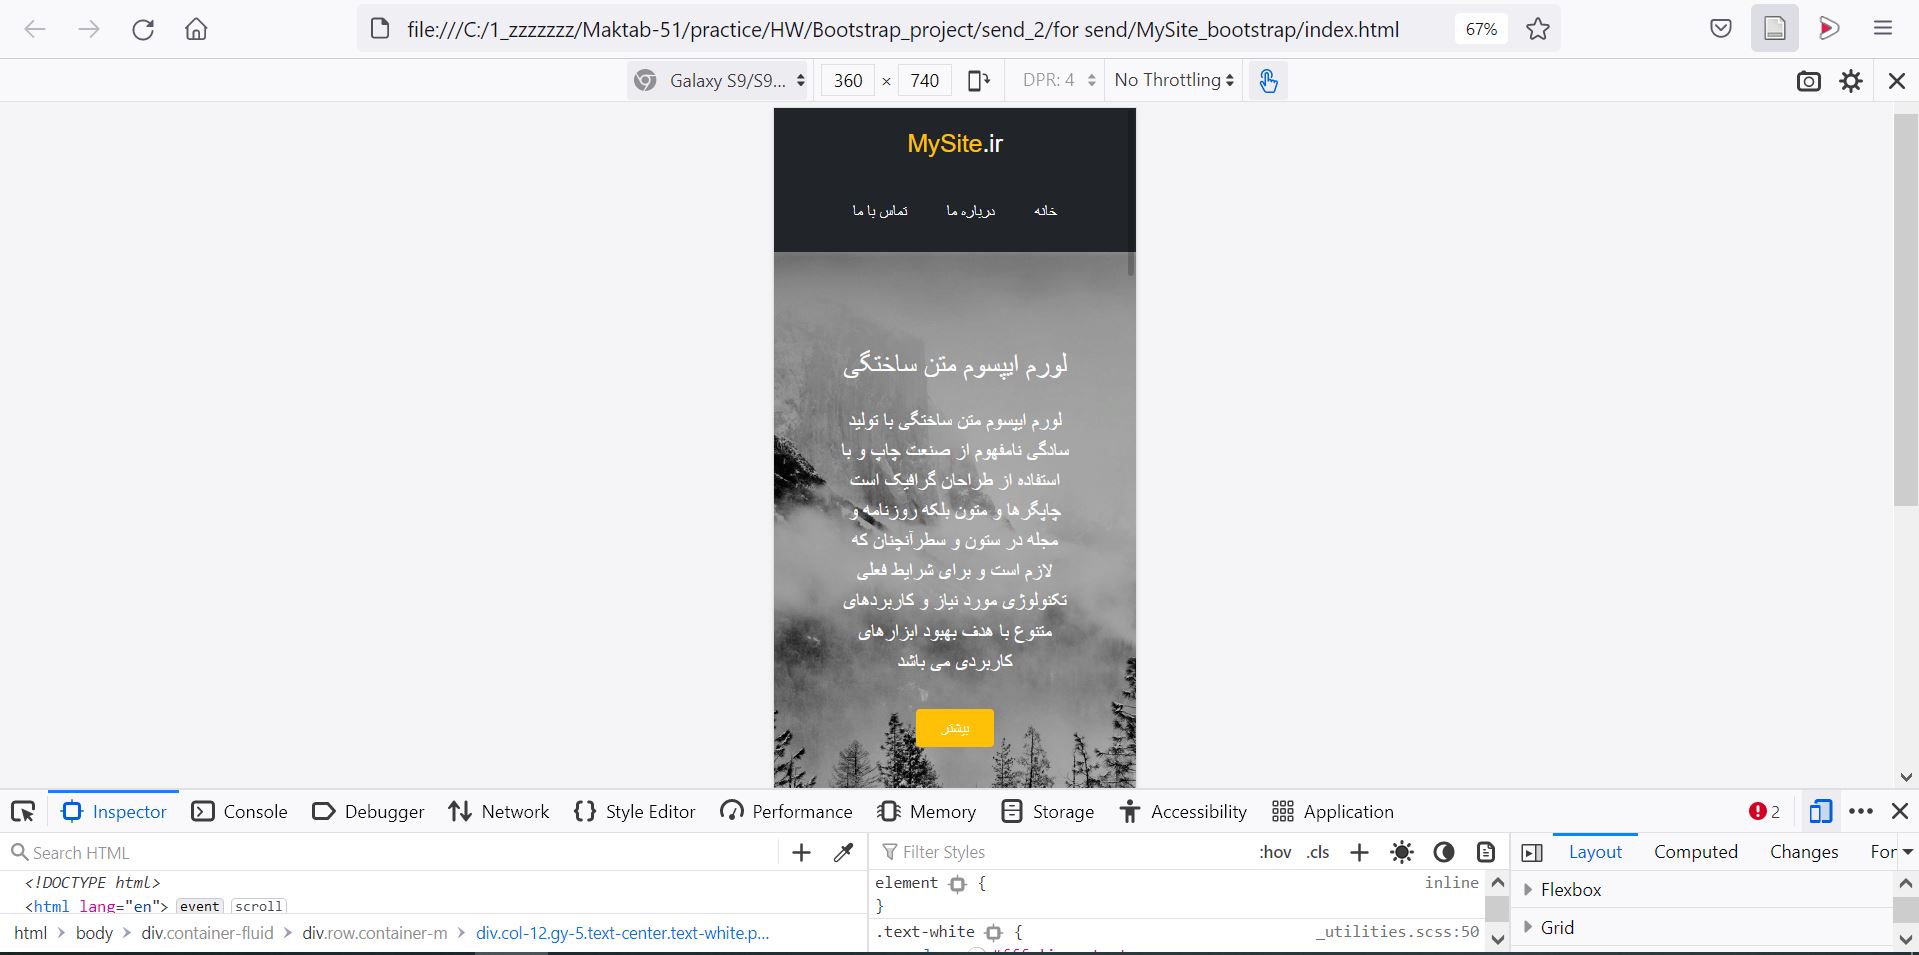 file:///C:/1_zzzzzzz/Maktab-51/practice/HW/Bootstrap_project/send_2/for send/MySite_bootstrap/index.html
67%
Galaxy S9/S9...
360 × 740
DPR: 4
No Throttling
MySite.ir
خانه درباره ما تماس با ما
لورم ایپسوم متن ساختگی
لورم ایپسوم متن ساختگی با تولید
سادگی نامفهوم از صنعت چاپ و با
استفاده از طراحان گرافیک است
چاپگرها و متون بلکه روزنامه و
مجله در ستون و سطرآنچنان که
لازم است و برای شرایط فعلی
تکنولوژی مورد نیاز و کاربردهای
متنوع با هدف بهبود ابزارهای
کاربردی می باشد
بیشتر
Inspector Console Debugger Network Style Editor Performance Memory Storage Accessibility Application 2
Search HTML
<!DOCTYPE html>
<html lang="en"> event scroll
html body div.container-fluid div.row.container-m div.col-12.gy-5.text-center.text-white.p...
Filter Styles :hov .cls
element { inline
}
.text-white { _utilities.scss:50
Layout Computed Changes For
Flexbox
Grid